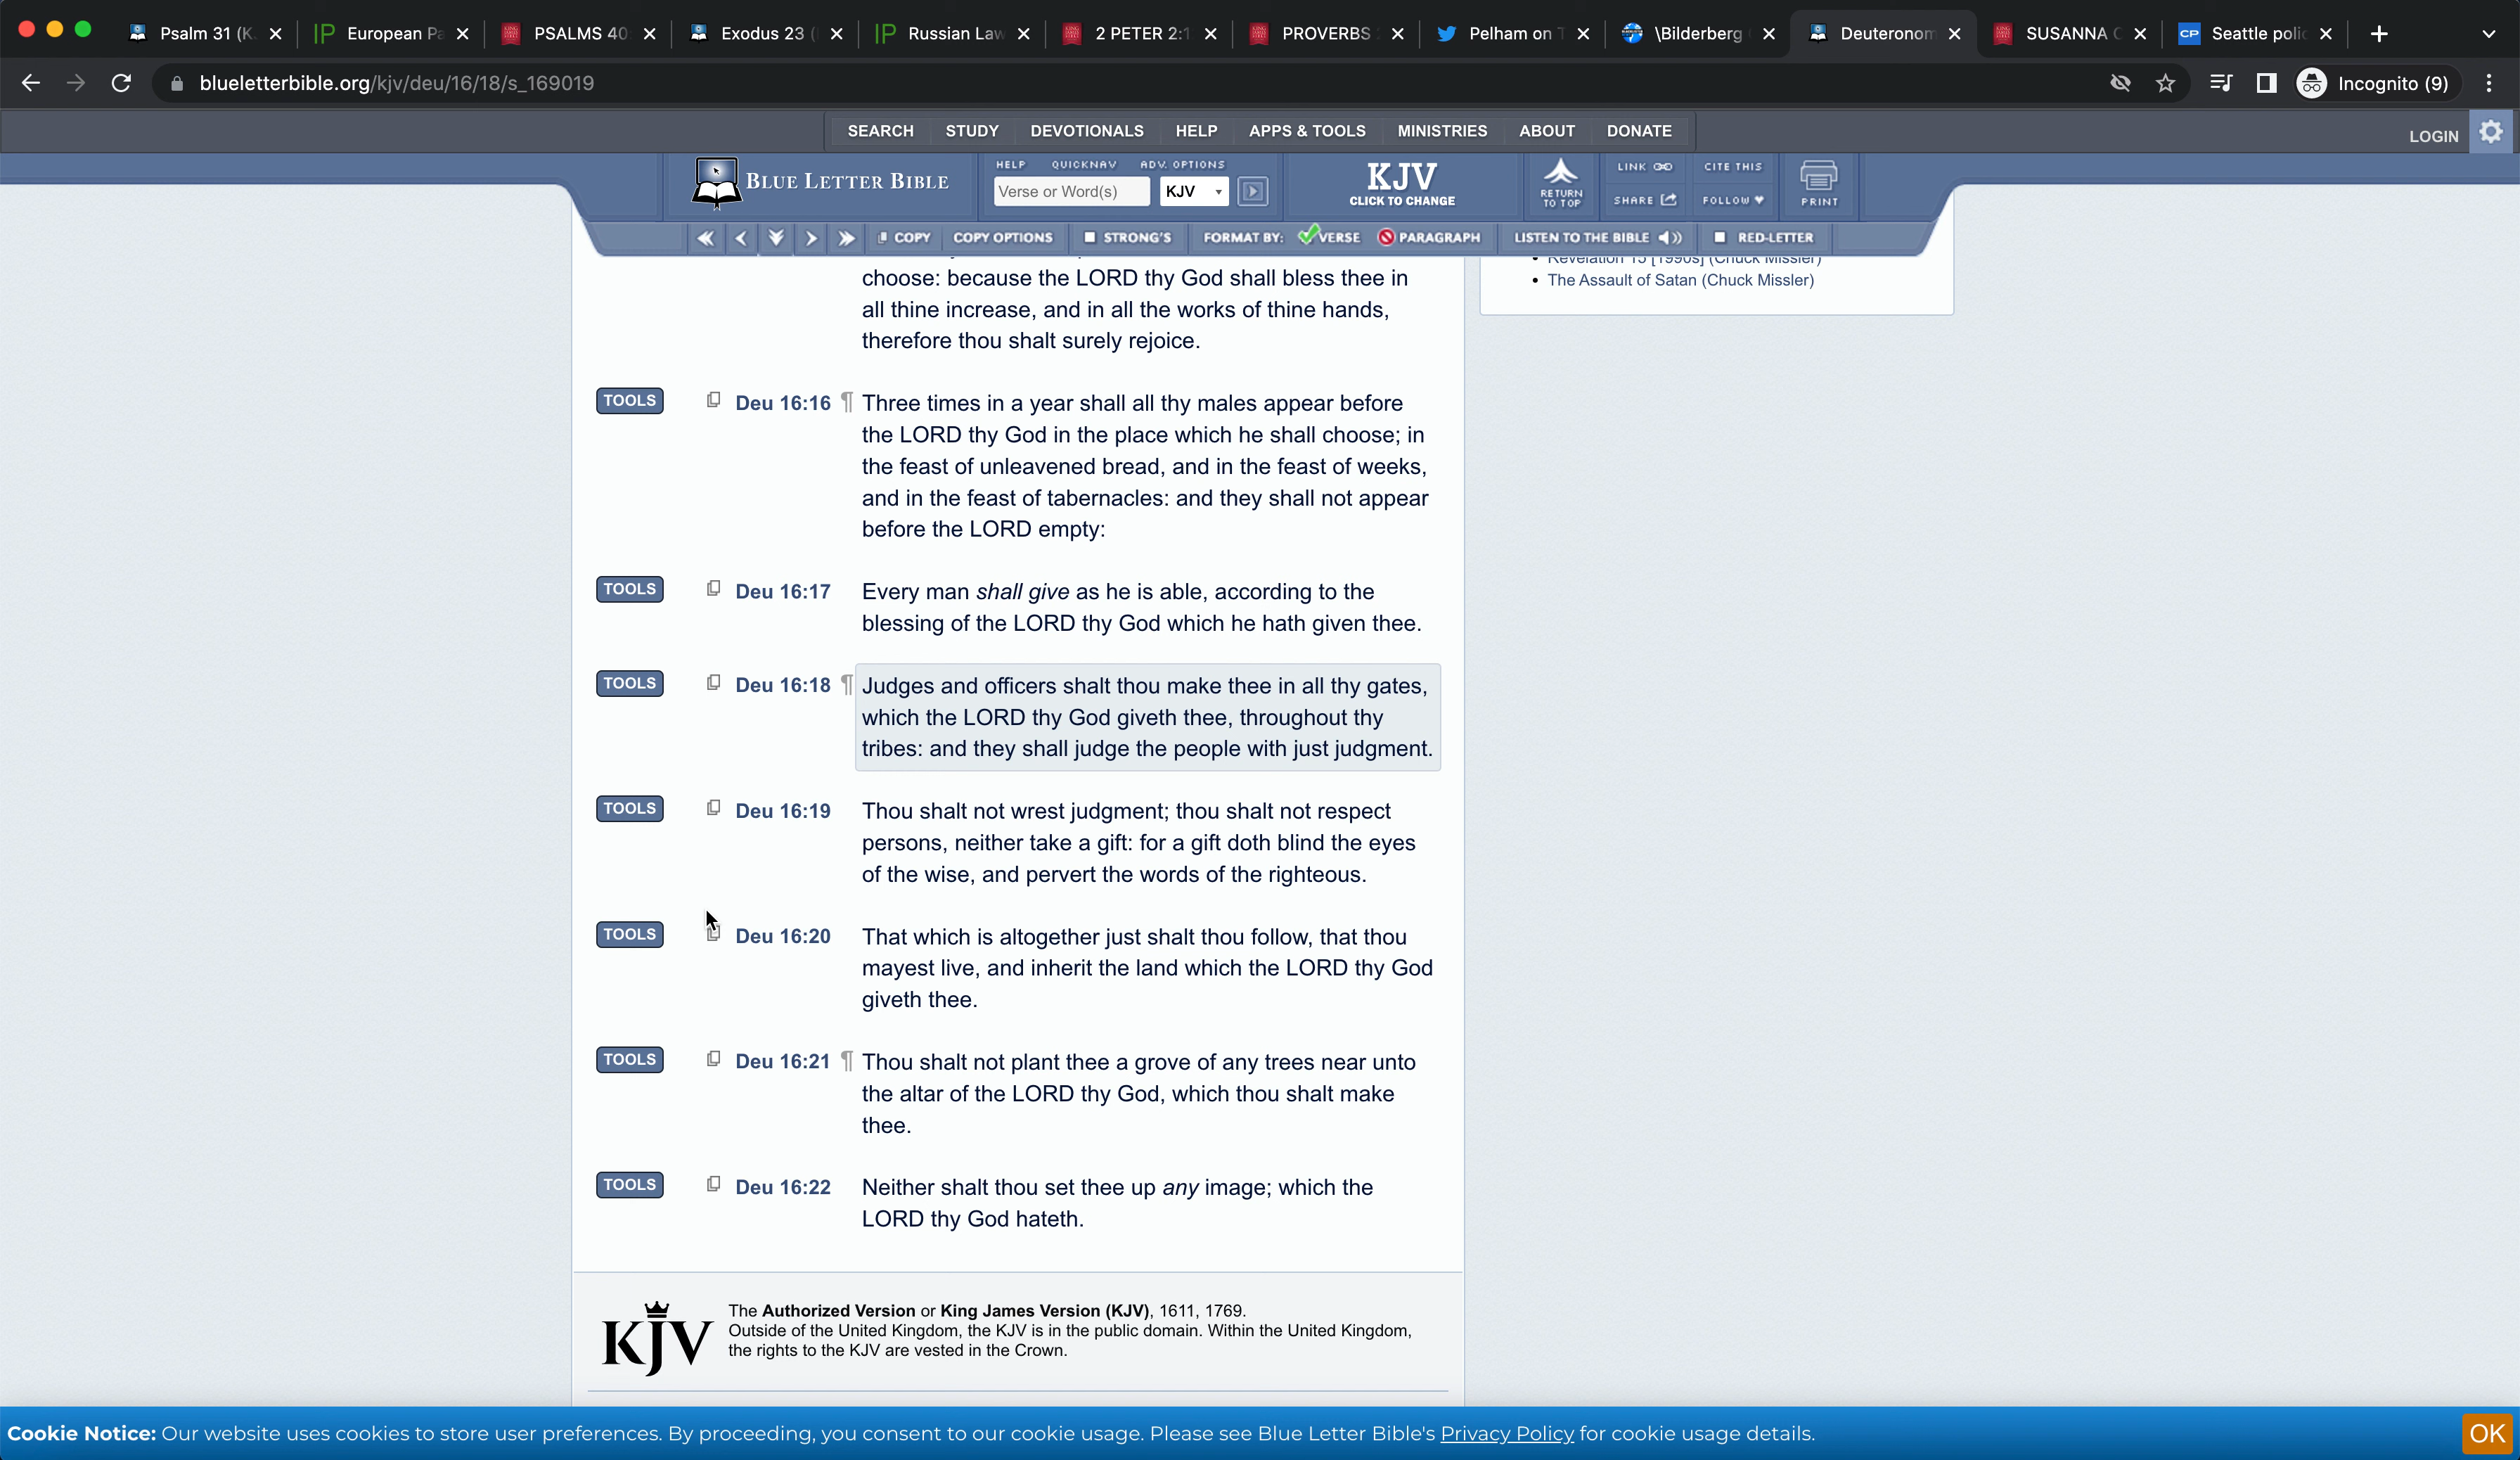 Psalm 31 (K
European Pa
PSALMS 40
Exodus 23 (
Russian Law
2 PETER 2:1
PROVERBS
Pelham on T
\Bilderberg
Deuteronom
SUSANNA C
Seattle poli
blueletterbible.org/kjv/deu/16/18/s_169019
Incognito (9)
SEARCH STUDY DEVOTIONALS HELP APPS & TOOLS MINISTRIES ABOUT DONATE
LOGIN
BLUE LETTER BIBLE
HELP QUICKNAV ADV. OPTIONS
Verse or Word(s) KJV
KJV
CLICK TO CHANGE
RETURN
TO TOP
LINK CITE THIS
SHARE FOLLOW
PRINT
COPY COPY OPTIONS STRONG'S FORMAT BY: VERSE PARAGRAPH LISTEN TO THE BIBLE RED-LETTER
choose: because the LORD thy God shall bless thee in
all thine increase, and in all the works of thine hands,
therefore thou shalt surely rejoice.
• Revelation 13 [1990s] (Chuck Missler)
• The Assault of Satan (Chuck Missler)
TOOLS Deu 16:16 ¶ Three times in a year shall all thy males appear before
the LORD thy God in the place which he shall choose; in
the feast of unleavened bread, and in the feast of weeks,
and in the feast of tabernacles: and they shall not appear
before the LORD empty:
TOOLS Deu 16:17 Every man shall give as he is able, according to the
blessing of the LORD thy God which he hath given thee.
TOOLS Deu 16:18 ¶ Judges and officers shalt thou make thee in all thy gates,
which the LORD thy God giveth thee, throughout thy
tribes: and they shall judge the people with just judgment.
TOOLS Deu 16:19 Thou shalt not wrest judgment; thou shalt not respect
persons, neither take a gift: for a gift doth blind the eyes
of the wise, and pervert the words of the righteous.
TOOLS Deu 16:20 That which is altogether just shalt thou follow, that thou
mayest live, and inherit the land which the LORD thy God
giveth thee.
TOOLS Deu 16:21 ¶ Thou shalt not plant thee a grove of any trees near unto
the altar of the LORD thy God, which thou shalt make
thee.
TOOLS Deu 16:22 Neither shalt thou set thee up any image; which the
LORD thy God hateth.
KJV
The Authorized Version or King James Version (KJV), 1611, 1769.
Outside of the United Kingdom, the KJV is in the public domain. Within the United Kingdom,
the rights to the KJV are vested in the Crown.
Cookie Notice: Our website uses cookies to store user preferences. By proceeding, you consent to our cookie usage. Please see Blue Letter Bible's Privacy Policy for cookie usage details.
OK